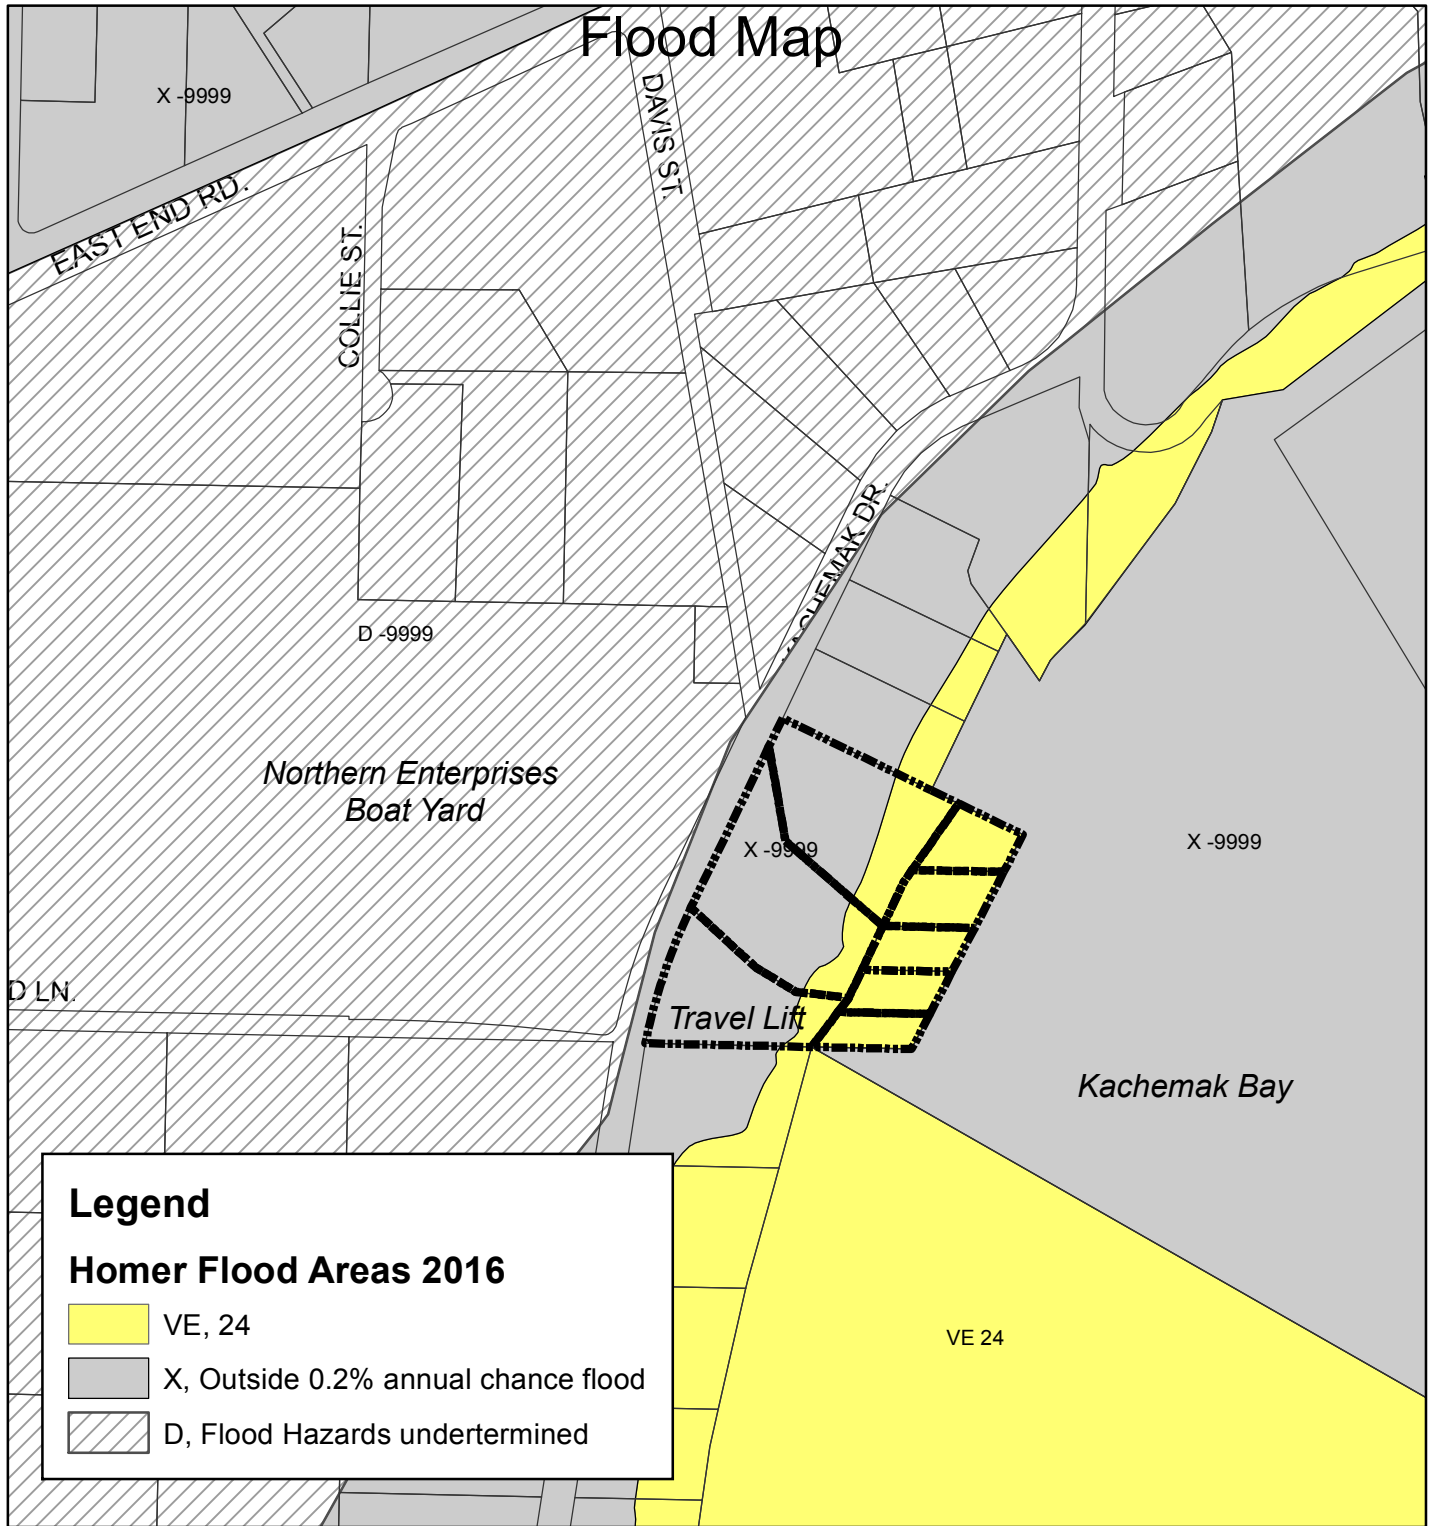 Flood Map
X -9999
DAVIS ST.
EAST END RD.
COLLIE ST.
KACHEMAK DR.
D -9999
Northern Enterprises
Boat Yard
X -9999
X -9999
D LN.
Travel Lift
Kachemak Bay
VE 24
Legend
Homer Flood Areas 2016
VE, 24
X, Outside 0.2% annual chance flood
D, Flood Hazards undertermined